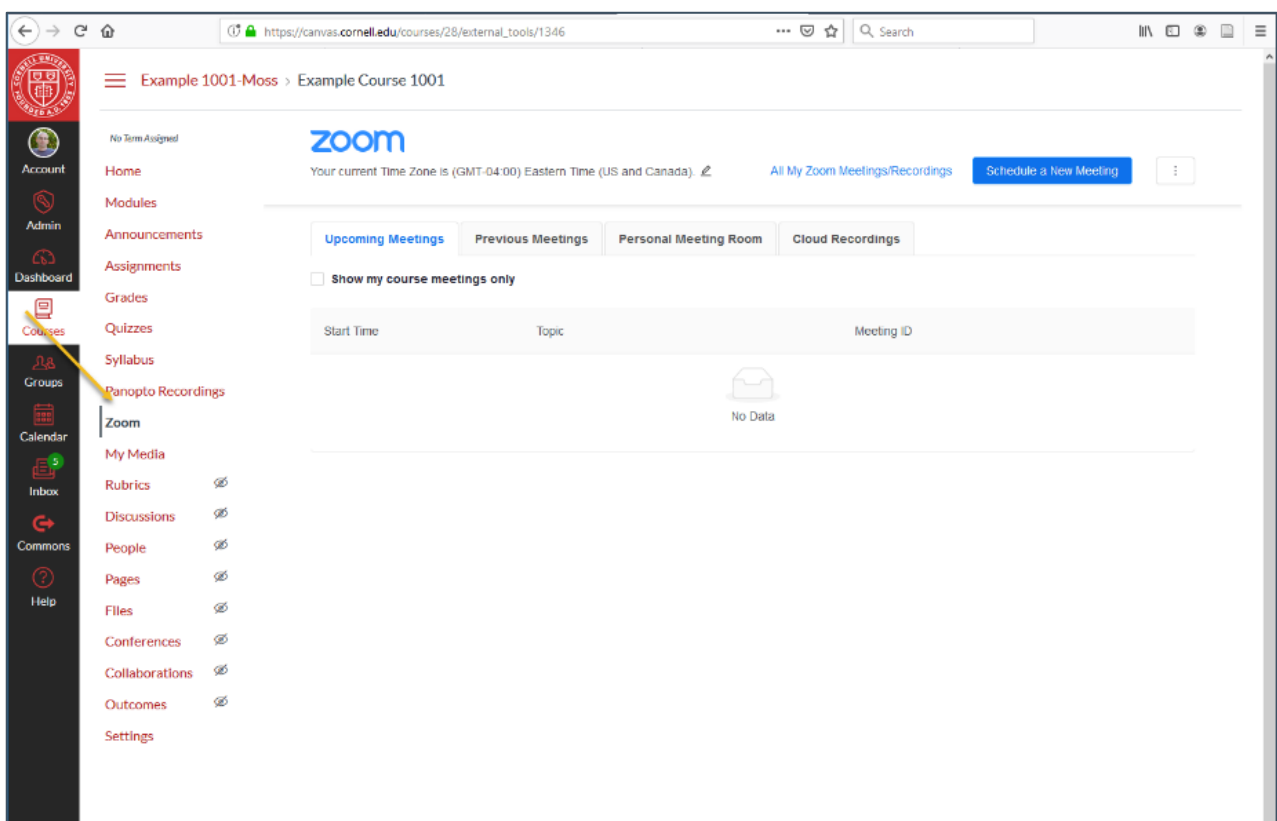 https://canvas.cornell.edu/courses/28/external_tools/1346
Search
Example 1001-Moss › Example Course 1001
Account
Admin
Dashboard
Courses
Groups
Calendar
5
Inbox
Commons
Help
No Term Assigned
Home
Modules
Announcements
Assignments
Grades
Quizzes
Syllabus
Panopto Recordings
Zoom
My Media
Rubrics
Discussions
People
Pages
Files
Conferences
Collaborations
Outcomes
Settings
zoom
Your current Time Zone is (GMT-04:00) Eastern Time (US and Canada).
All My Zoom Meetings/Recordings
Schedule a New Meeting
Upcoming Meetings Previous Meetings Personal Meeting Room Cloud Recordings
Show my course meetings only
Start Time Topic Meeting ID
No Data